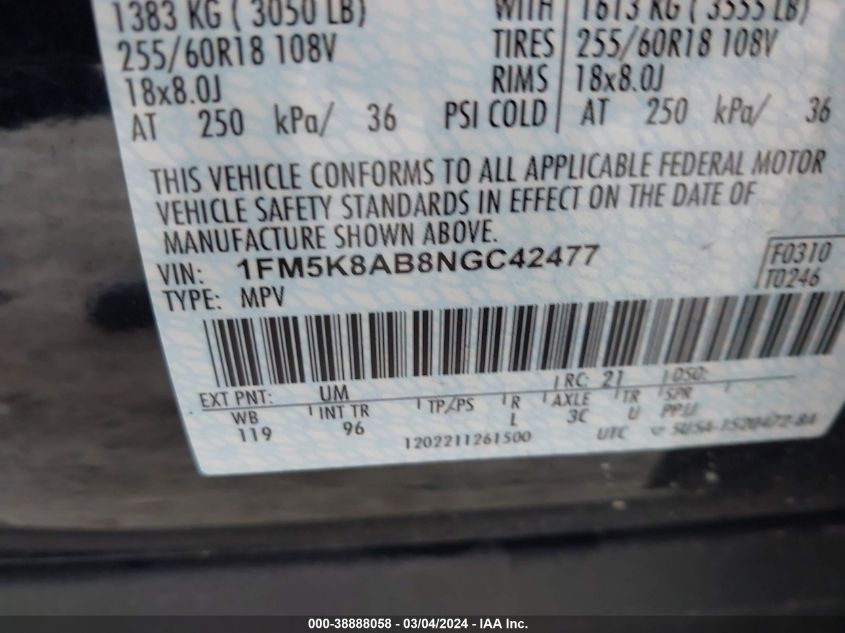 1383 KG ( 3050 LB) WITH 1613 KG ( 3555 LB)
255/60R18 108V TIRES 255/60R18 108V
18x8.0J RIMS 18x8.0J
AT 250 kPa/ 36 PSI COLD AT 250 kPa/ 36
THIS VEHICLE CONFORMS TO ALL APPLICABLE FEDERAL MOTOR
VEHICLE SAFETY STANDARDS IN EFFECT ON THE DATE OF
MANUFACTURE SHOWN ABOVE.
VIN: 1FM5K8AB8NGC42477 F0310
TYPE: MPV T0246
EXT PNT: UM RC: 21 DSO:
WB INT TR TP/PS R AXLE TR SPR
119 96 L 3C U PPU
1202211261500 UTC
000-38888058 - 03/04/2024 - IAAI Inc.